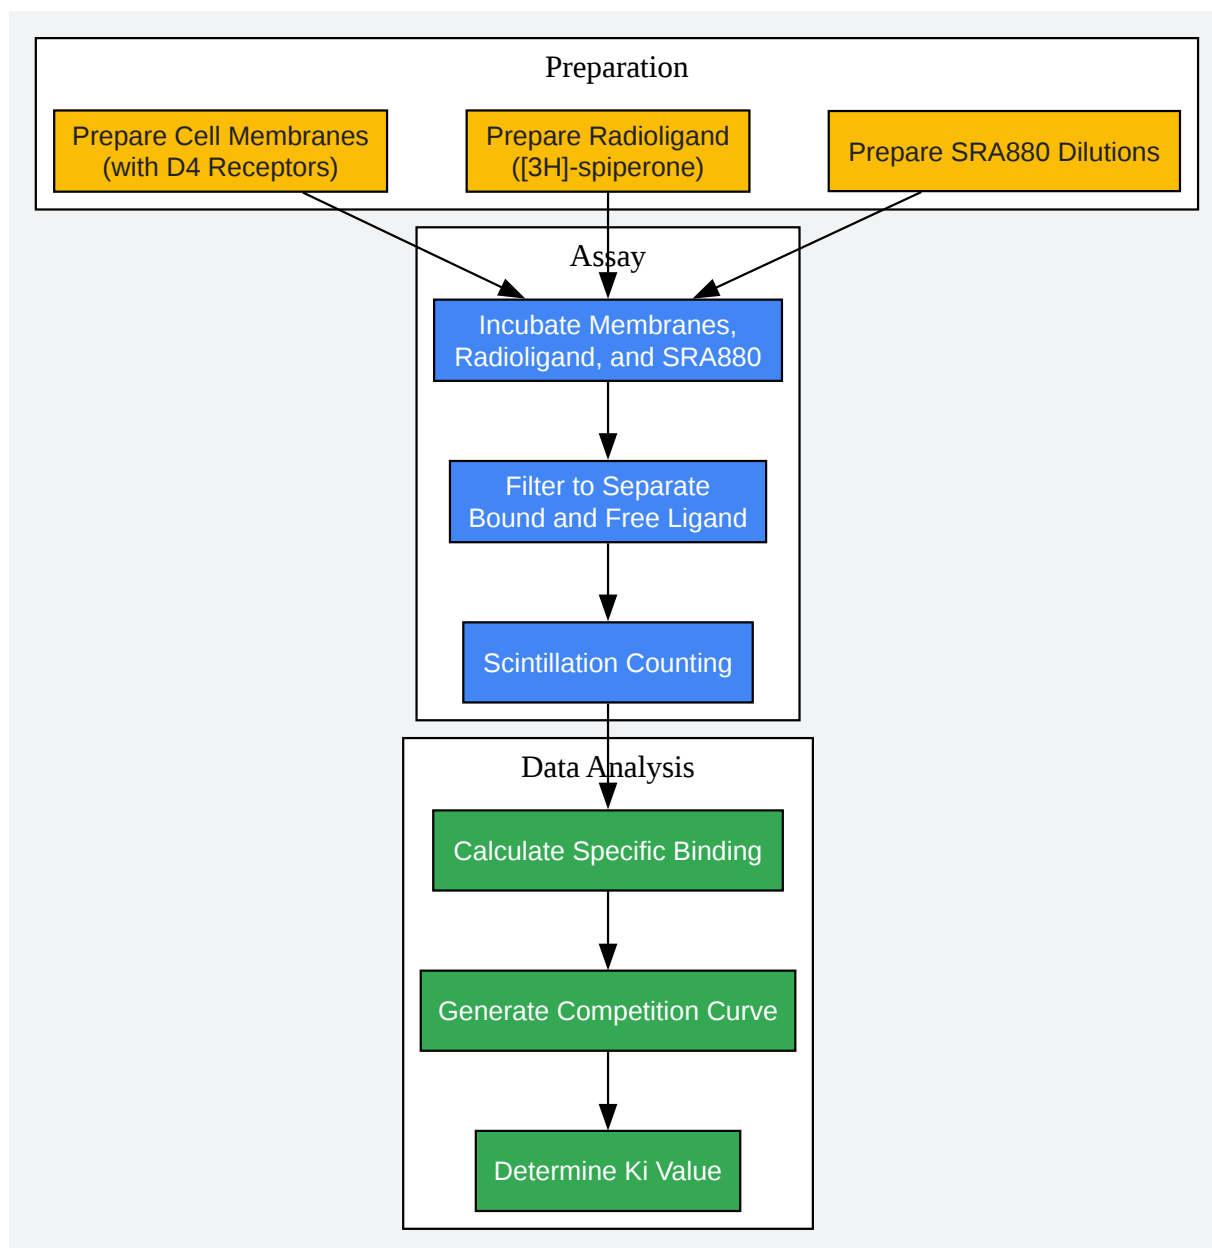 Preparation
Prepare Cell Membranes
(with D4 Receptors)
Prepare Radioligand
([3H]-spiperone)
Prepare SRA880 Dilutions
Assay
Incubate Membranes,
Radioligand, and SRA880
Filter to Separate
Bound and Free Ligand
Scintillation Counting
Data Analysis
Calculate Specific Binding
Generate Competition Curve
Determine Ki Value